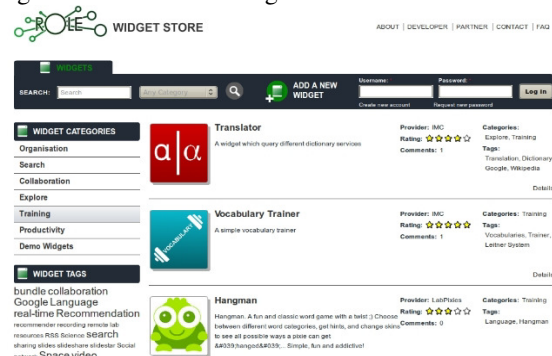 ROLE WIDGET STORE
ABOUT | DEVELOPER | PARTNER | CONTACT | FAQ
WIDGETS
SEARCH: Search Any Category
ADD A NEW
WIDGET
Username: Password:
Log in
Create new account Request new password
WIDGET CATEGORIES
Organisation
Search
Collaboration
Explore
Training
Productivity
Demo Widgets
WIDGET TAGS
bundle collaboration
Google Language
real-time Recommendation
recommender recording remote lab
resources RSS Science search
sharing slides slideshare slidestar Social
Space video
a|α
Translator
A widget which query different dictionary services
Provider: IMC
Rating:
Comments: 1
Categories:
Explore, Training
Tags:
Translation, Dictionary
Google, Wikipedia
Details
VOCABULARY
Vocabulary Trainer
A simple vocabulary trainer
Provider: IMC
Rating:
Comments: 1
Categories: Training
Tags:
Vocabularies, Trainer,
Leitner System
Details
Hangman
Hangman. A fun and classic word game with a twist ;) Choose
between different word categories, get hints, and change skins
to see all possible ways a pixie can get
&#039;hanged&#039;... Simple, fun and addictive!
Provider: LabPixies
Rating:
Comments: 0
Categories: Training
Tags:
Language, Hangman